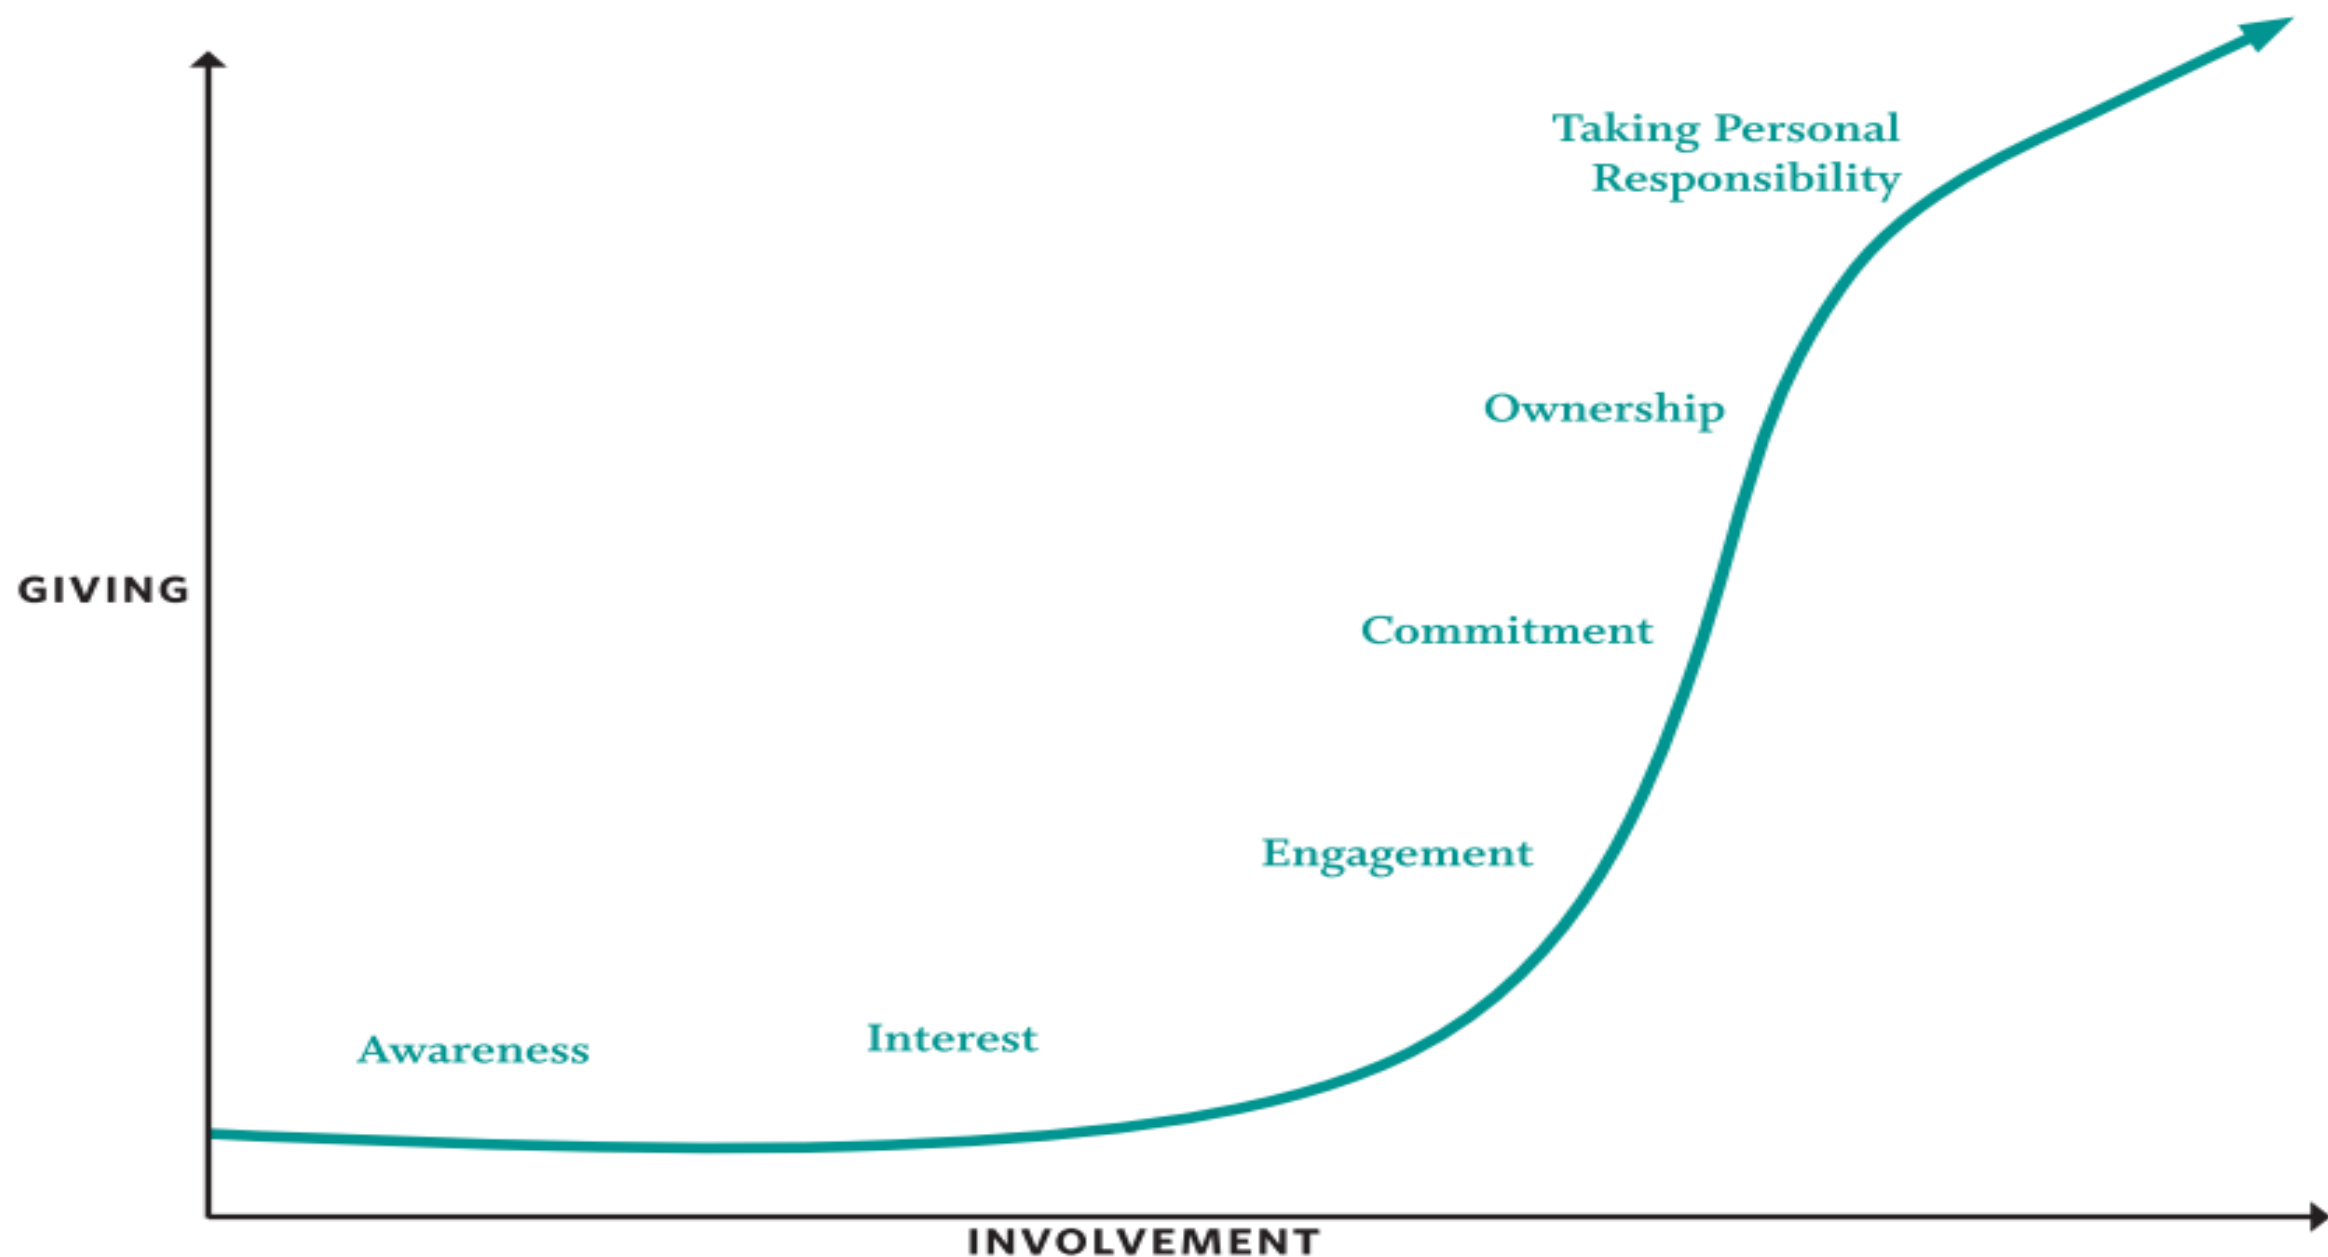 Taking Personal
Responsibility
Ownership
GIVING
Commitment
Engagement
Interest
Awareness
INVOLVEMENT